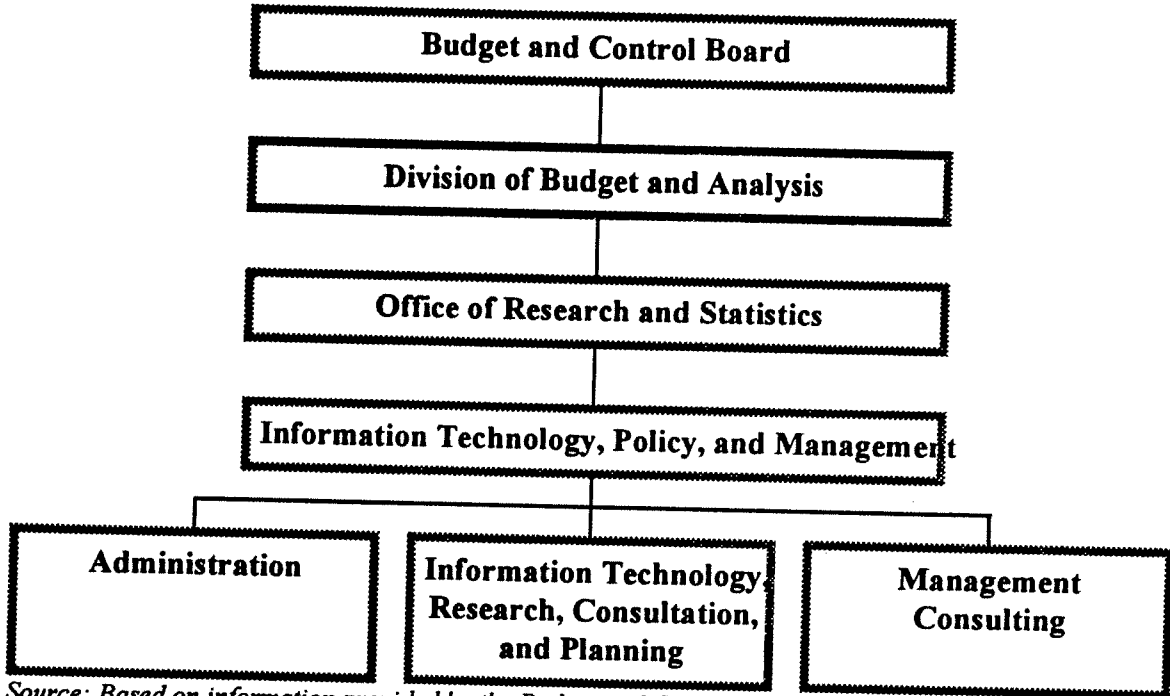 Budget and Control Board
Division of Budget and Analysis
Office of Research and Statistics
Information Technology, Policy, and Management
Administration
Information Technology,
Research, Consultation,
and Planning
Management
Consulting
Source: Based on information provided by the